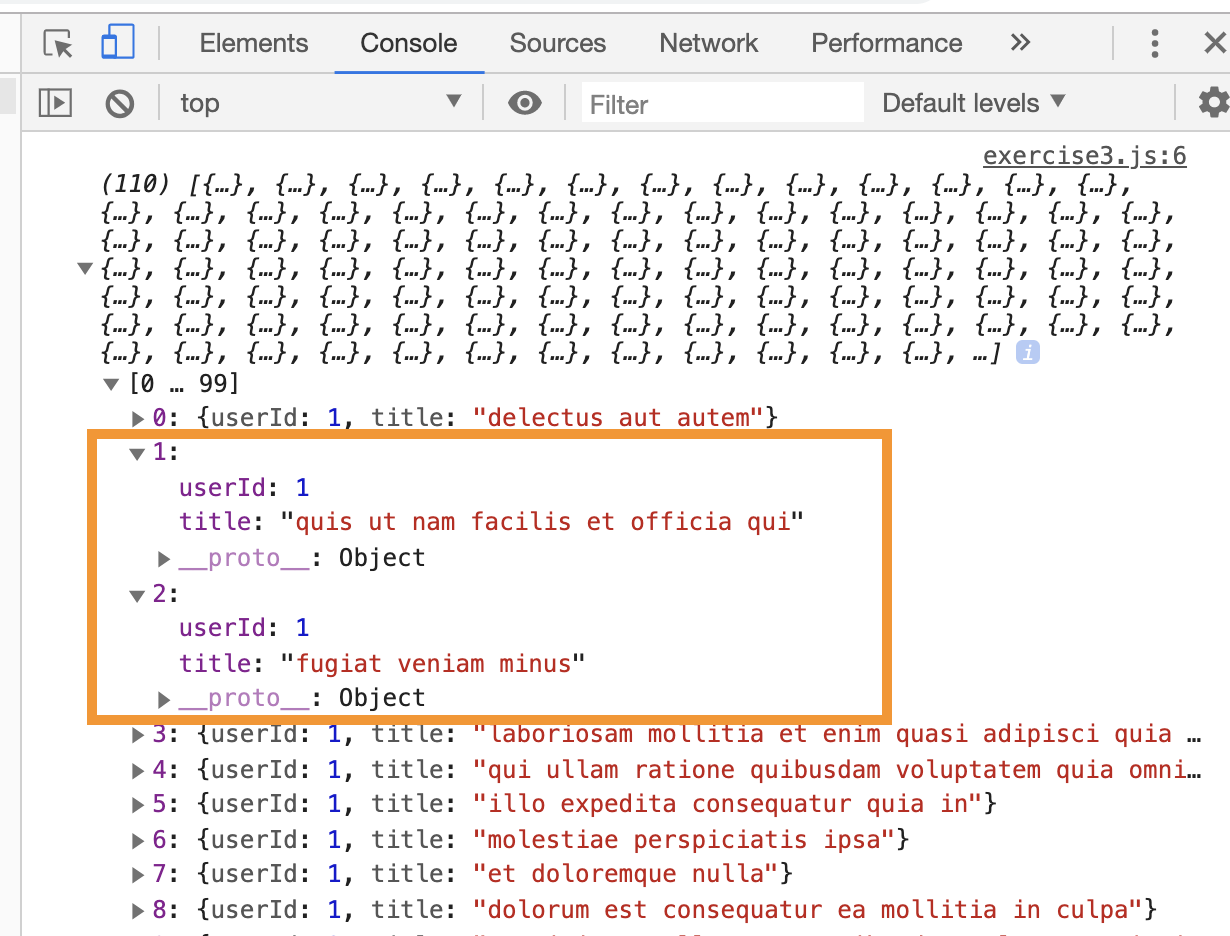 Elements Console Sources Network Performance »
top Filter Default levels
exercise3.js:6
(110) [{…}, {…}, {…}, {…}, {…}, {…}, {…}, {…}, {…}, {…}, {…}, {…}, {…},
{…}, {…}, {…}, {…}, {…}, {…}, {…}, {…}, {…}, {…}, {…}, {…}, {…}, {…}, {…},
{…}, {…}, {…}, {…}, {…}, {…}, {…}, {…}, {…}, {…}, {…}, {…}, {…}, {…}, {…},
{…}, {…}, {…}, {…}, {…}, {…}, {…}, {…}, {…}, {…}, {…}, {…}, {…}, {…}, {…},
{…}, {…}, {…}, {…}, {…}, {…}, {…}, {…}, {…}, {…}, {…}, {…}, {…}, {…}, {…},
{…}, {…}, {…}, {…}, {…}, {…}, {…}, {…}, {…}, {…}, {…}, {…}, {…}, {…}, {…},
{…}, {…}, {…}, {…}, {…}, {…}, {…}, {…}, {…}, {…}, {…}, {…}, …] i
[0 … 99]
0: {userId: 1, title: "delectus aut autem"}
1:
userId: 1
title: "quis ut nam facilis et officia qui"
__proto__: Object
2:
userId: 1
title: "fugiat veniam minus"
__proto__: Object
3: {userId: 1, title: "laboriosam mollitia et enim quasi adipisci quia …
4: {userId: 1, title: "qui ullam ratione quibusdam voluptatem quia omni…
5: {userId: 1, title: "illo expedita consequatur quia in"}
6: {userId: 1, title: "molestiae perspiciatis ipsa"}
7: {userId: 1, title: "et doloremque nulla"}
8: {userId: 1, title: "dolorum est consequatur ea mollitia in culpa"}